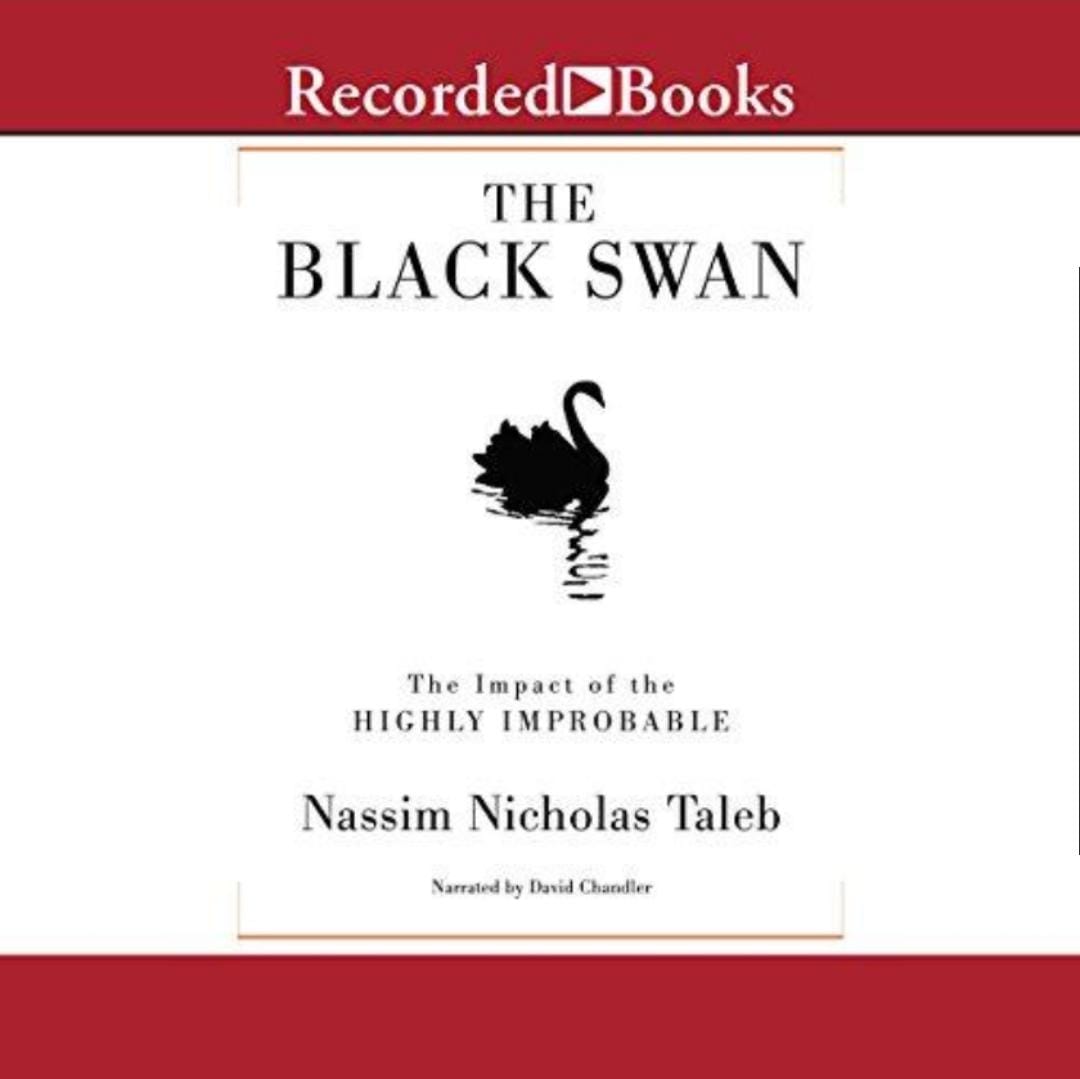 Recorded Books
THE
BLACK SWAN
The Impact of the
HIGHLY IMPROBABLE
Nassim Nicholas Taleb
Narrated by David Chandler